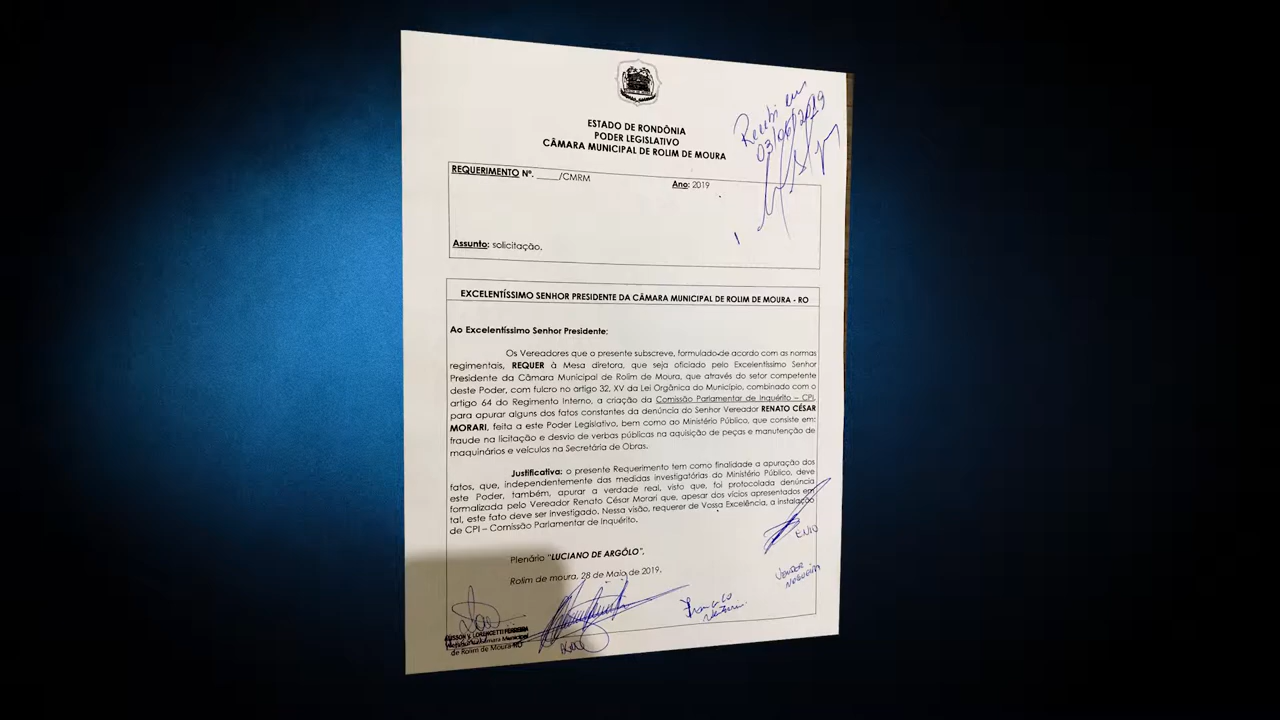 ESTADO DE RONDÔNIA
PODER LEGISLATIVO
CÂMARA MUNICIPAL DE ROLIM DE MOURA
Recebi em
03/06/2019
REQUERIMENTO Nº. _____/CMRM
Ano: 2019
Assunto: solicitação.
EXCELENTÍSSIMO SENHOR PRESIDENTE DA CÂMARA MUNICIPAL DE ROLIM DE MOURA - RO
Ao Excelentíssimo Senhor Presidente:
Os Vereadores que a presente subscreve, formulado de acordo com as normas
regimentais, REQUER à Mesa diretora, que seja oficiado pelo Excelentíssimo Senhor
Presidente da Câmara Municipal de Rolim de Moura, que através do setor competente
deste Poder, com fulcro no artigo 32, XV da Lei Orgânica do Município, combinado com o
artigo 64 do Regimento Interno, a criação da Comissão Parlamentar de Inquérito – CPI,
para apurar alguns dos fatos constantes da denúncia do Senhor Vereador RENATO CÉSAR
MORARI, feita a este Poder Legislativo, bem como ao Ministério Público, que consiste em:
fraude na licitação e desvio de verbas públicas na aquisição de peças e manutenção de
maquinários e veículos na Secretária de Obras.
Justificativa: o presente Requerimento tem como finalidade a apuração dos
fatos, que, independentemente das medidas investigatórias do Ministério Público, deve
este Poder, também, apurar a verdade real, visto que, foi protocolada denúncia
formalizada pelo Vereador Renato César Morari que, apesar dos vícios apresentados em
tal, este fato deve ser investigado. Nessa visão, requerer de Vossa Excelência, a instalação
de CPI – Comissão Parlamentar de Inquérito.
Plenário "LUCIANO DE ARGÔLO",
Rolim de moura, 28 de Maio de 2019.
Câmara Municipal
de Rolim de Moura-RO